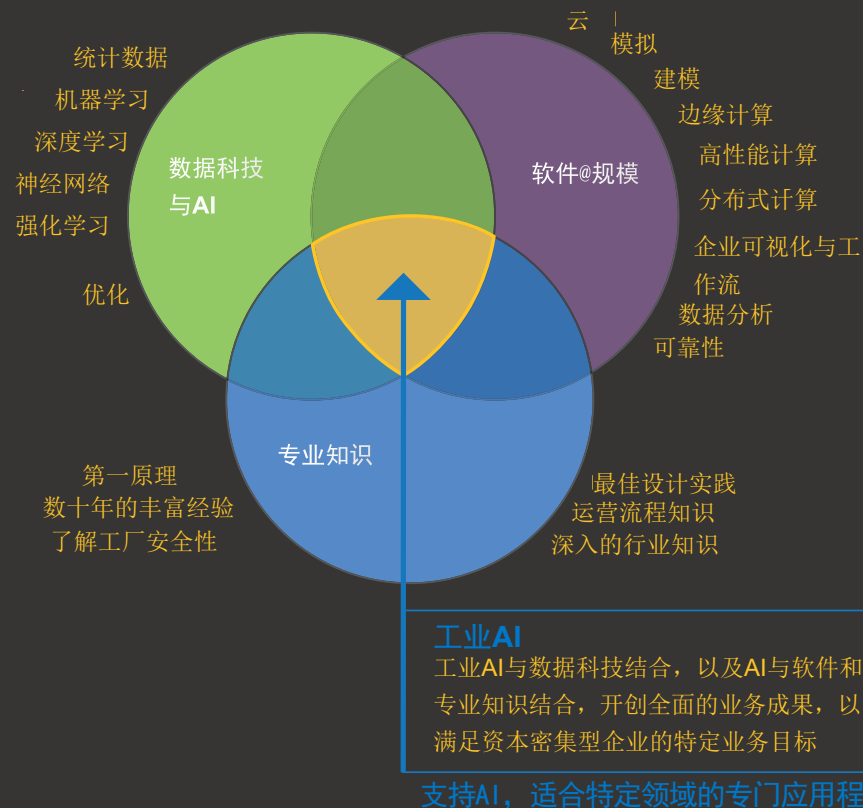 云
模拟
建模
边缘计算
高性能计算
分布式计算
企业可视化与工
作流
数据分析
可靠性
统计数据
机器学习
深度学习
神经网络
强化学习
优化
数据科技
与AI
软件@规模
专业知识
第一原理
数十年的丰富经验
了解工厂安全性
最佳设计实践
运营流程知识
深入的行业知识
工业AI
工业AI与数据科技结合，以及AI与软件和
专业知识结合，开创全面的业务成果，以
满足资本密集型企业的特定业务目标
支持AI，适合特定领域的专门应用程